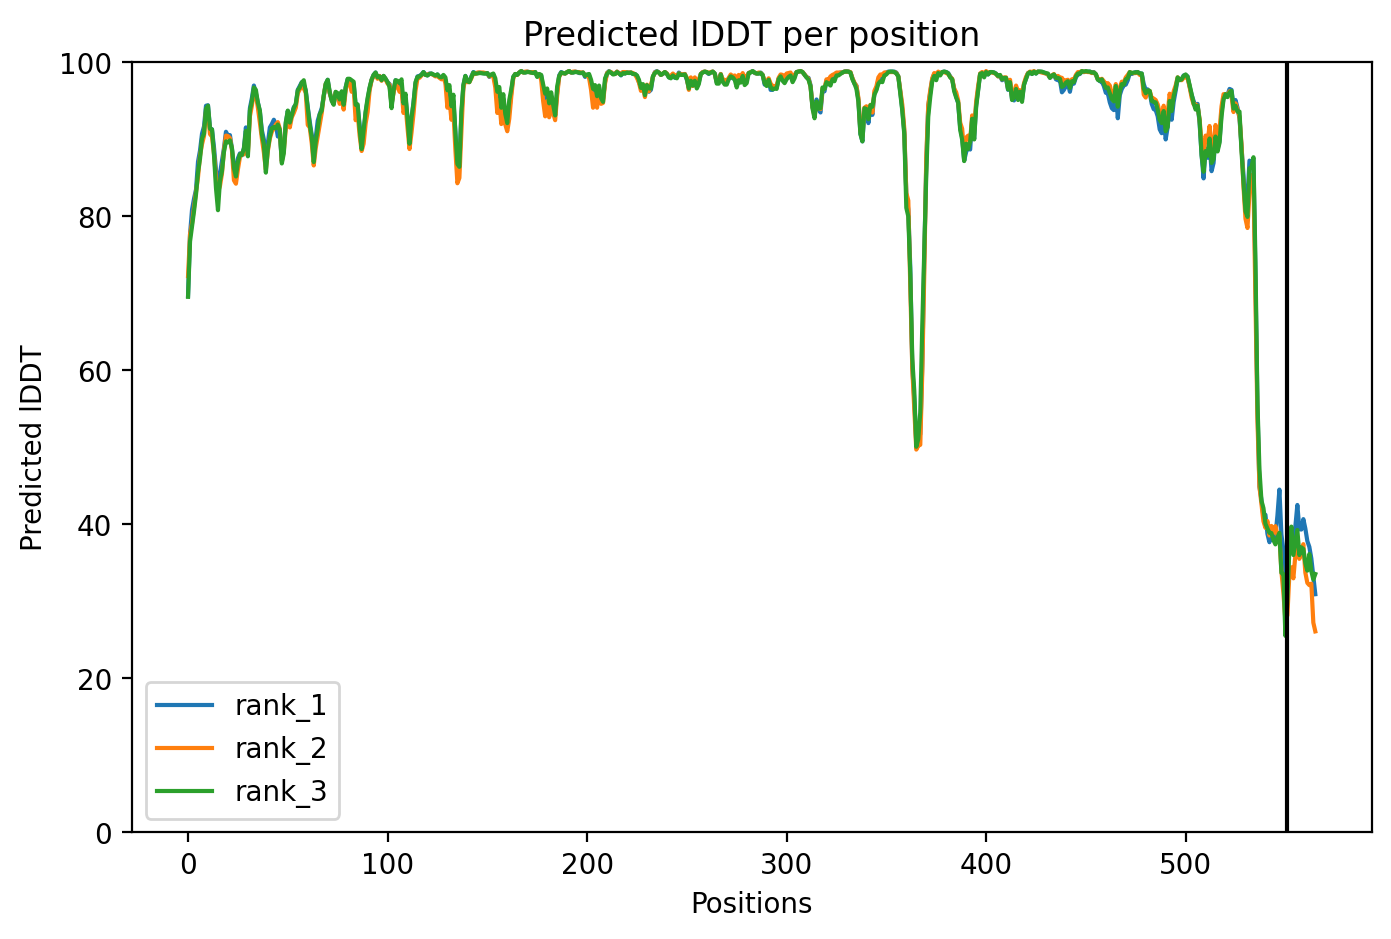 Predicted lDDT per position
100
80
60
40
20
0
Predicted lDDT
rank_1
rank_2
rank_3
0 100 200 300 400 500
Positions